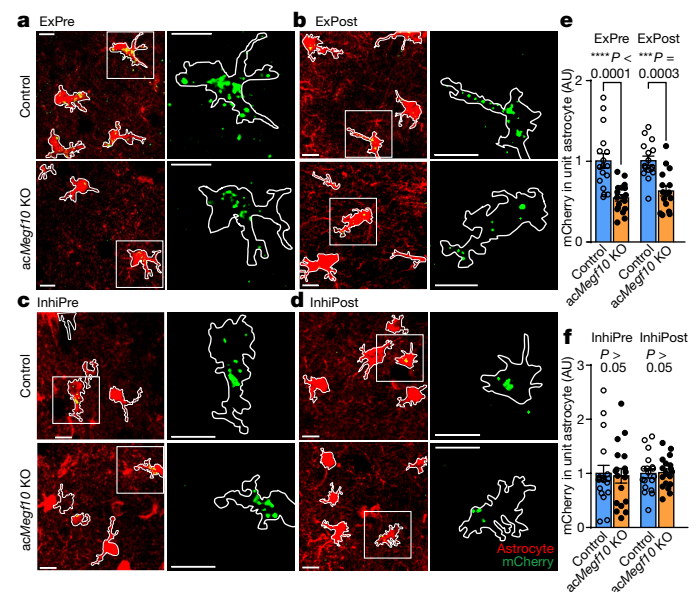 a ExPre
b ExPost
Control
acMegf10 KO
c InhiPre
d InhiPost
Control
acMegf10 KO
Astrocyte
mCherry
e
ExPre ExPost
****P < ***P =
0.0001 0.0003
mCherry in unit astrocyte (AU)
2
1
0
Control
acMegf10 KO
Control
acMegf10 KO
f
InhiPre InhiPost
P > P >
0.05 0.05
mCherry in unit astrocyte (AU)
3
2
1
0
Control
acMegf10 KO
Control
acMegf10 KO